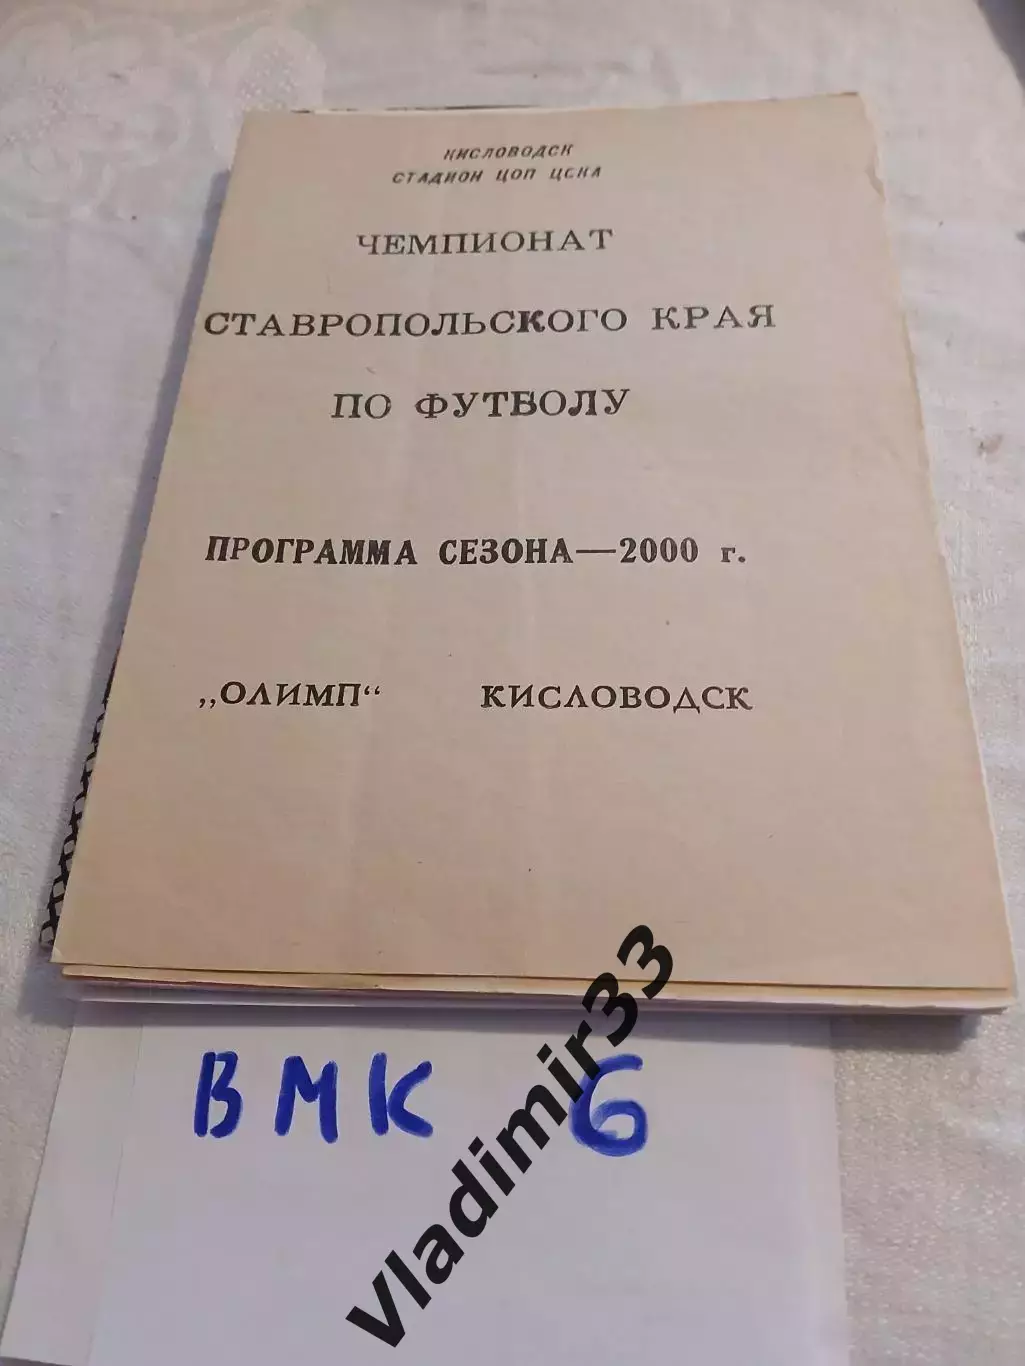 КИСЛОВОДСК
СТАДИОН ЦОП ЦСКА
ЧЕМПИОНАТ
СТАВРОПОЛЬСКОГО КРАЯ
ПО ФУТБОЛУ
ПРОГРАММА СЕЗОНА—2000 г.
„ОЛИМП“ КИСЛОВОДСК
ВМК 6
Vladimir33